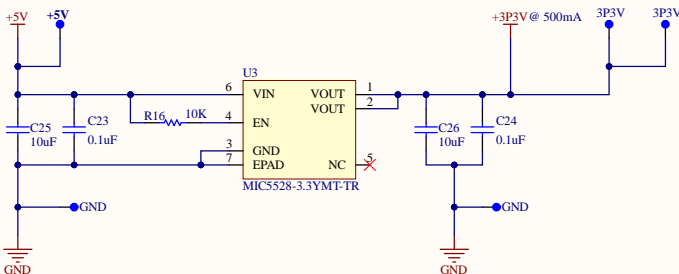 +5V
+5V
+3P3V @ 500mA
3P3V
3P3V
U3
6 VIN VOUT 1
VOUT 2
R16 10K 4 EN
3 GND
7 EPAD NC 5
MIC5528-3.3YMT-TR
C25
10uF
C23
0.1uF
C26
10uF
C24
0.1uF
GND
GND
GND
GND